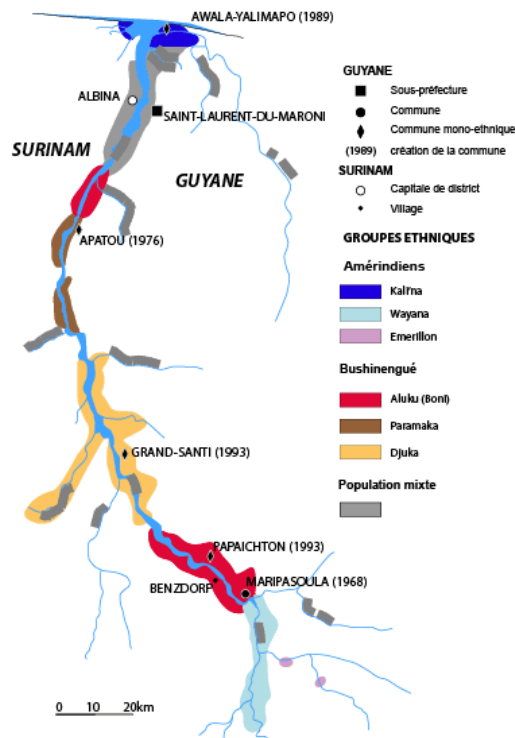 AWALA-YALIMAPO (1989)
ALBINA
SAINT-LAURENT-DU-MARONI
SURINAM
GUYANE
APATOU (1976)
GRAND-SANTI (1993)
PAPAICHTON (1993)
BENZDORP
MARIPASOULA (1968)
0 10 20km
GUYANE
Sous-préfecture
Commune
Commune mono-ethnique
(1989) création de la commune
SURINAM
Capitale de district
Village
GROUPES ETHNIQUES
Amérindiens
Kali'na
Wayana
Emerillon
Bushinengué
Aluku (Boni)
Paramaka
Djuka
Population mixte